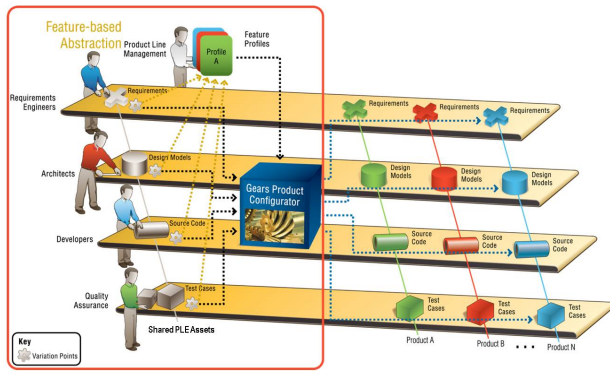 Feature-based
Abstraction
Product Line
Management
Profile
A
Feature
Profiles
Requirements
Engineers
Requirements
Requirements
Requirements
Requirements
Architects
Design Models
Gears Product
Configurator
Design
Models
Design
Models
Design
Models
Developers
Source Code
Source
Code
Source
Code
Source
Code
Quality
Assurance
Test Cases
Test
Cases
Test
Cases
Test
Cases
Shared PLE Assets
Product A
Product B
• • •
Product N
Key
Variation Points